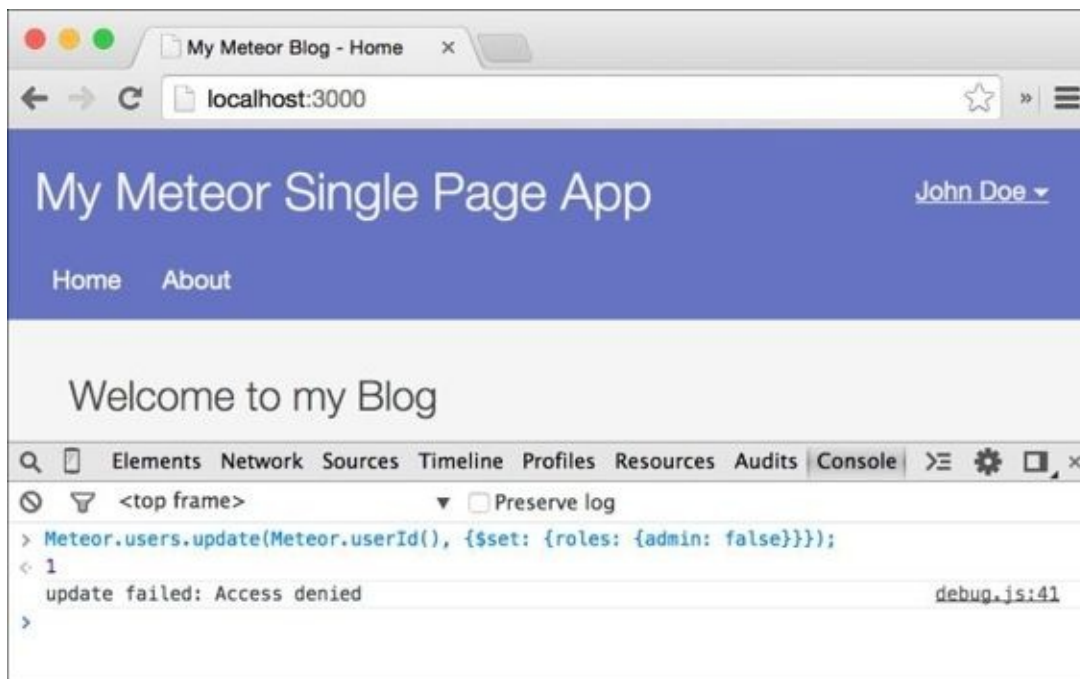 My Meteor Blog - Home
localhost:3000
My Meteor Single Page App John Doe
Home About
Welcome to my Blog
Elements Network Sources Timeline Profiles Resources Audits Console
<top frame> Preserve log
> Meteor.users.update(Meteor.userId(), {$set: {roles: {admin: false}}});
< 1
update failed: Access denied debug.js:41
>